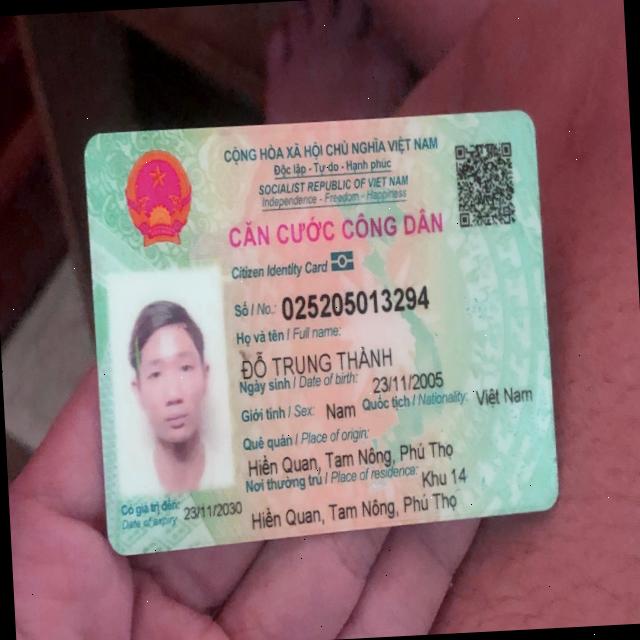 CỘNG HÒA XÃ HỘI CHỦ NGHĨA VIỆT NAM
Độc lập - Tự do - Hạnh phúc
SOCIALIST REPUBLIC OF VIET NAM
Independence - Freedom - Happiness
CĂN CƯỚC CÔNG DÂN
Citizen Identity Card
Số / No.: 025205013294
Họ và tên / Full name:
ĐỖ TRUNG THÀNH
Ngày sinh / Date of birth: 23/11/2005
Giới tính / Sex: Nam Quốc tịch / Nationality: Việt Nam
Quê quán / Place of origin:
Hiền Quan, Tam Nông, Phú Thọ
Nơi thường trú / Place of residence: Khu 14
Hiền Quan, Tam Nông, Phú Thọ
Có giá trị đến: 23/11/2030
Date of expiry